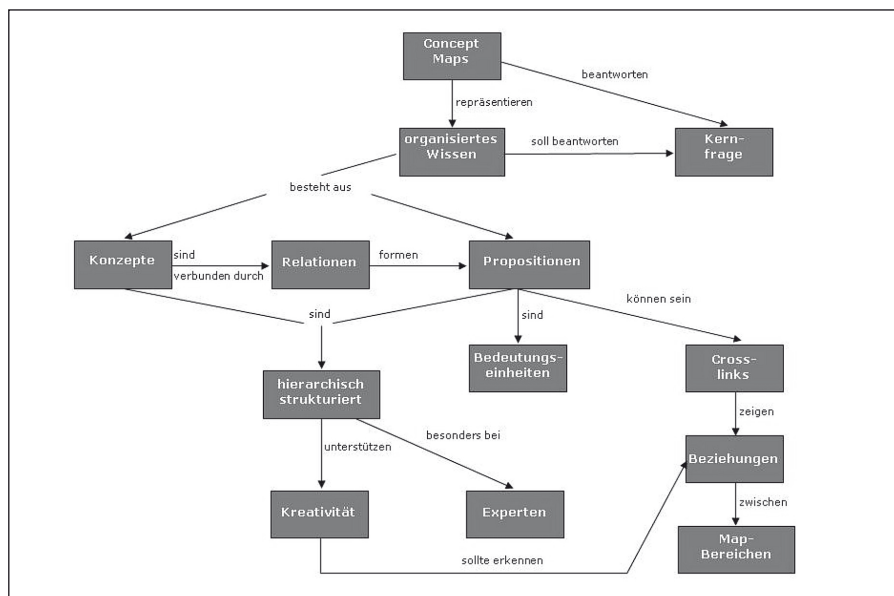 Concept
Maps
beantworten
repräsentieren
organisiertes
Wissen
soll beantworten
Kern-
frage
besteht aus
Konzepte
sind
verbunden durch
Relationen
formen
Propositionen
sind
sind
können sein
hierarchisch
strukturiert
Bedeutungs-
einheiten
Cross-
links
zeigen
unterstützen
besonders bei
Beziehungen
Kreativität
Experten
zwischen
Map-
Bereichen
sollte erkennen